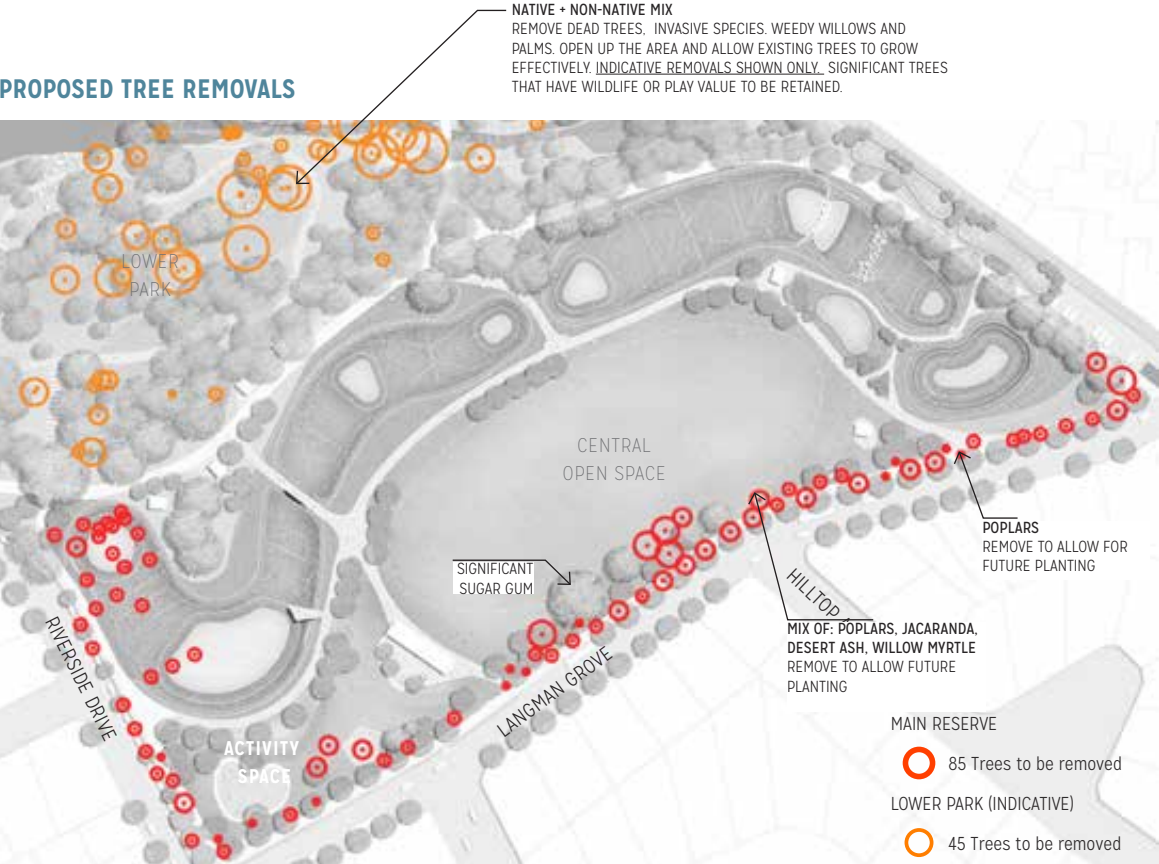 NATIVE + NON-NATIVE MIX
REMOVE DEAD TREES,  INVASIVE SPECIES. WEEDY WILLOWS AND
PALMS. OPEN UP THE AREA AND ALLOW EXISTING TREES TO GROW
EFFECTIVELY. INDICATIVE REMOVALS SHOWN ONLY.  SIGNIFICANT TREES
THAT HAVE WILDLIFE OR PLAY VALUE TO BE RETAINED.
PROPOSED TREE REMOVALS
LOWER
PARK
CENTRAL
OPEN SPACE
SIGNIFICANT
SUGAR GUM
POPLARS
REMOVE TO ALLOW FOR
FUTURE PLANTING
HILLTOP
MIX OF: POPLARS, JACARANDA,
DESERT ASH, WILLOW MYRTLE
REMOVE TO ALLOW FUTURE
PLANTING
RIVERSIDE DRIVE
LANGMAN GROVE
ACTIVITY
SPACE
MAIN RESERVE
85 Trees to be removed
LOWER PARK (INDICATIVE)
45 Trees to be removed